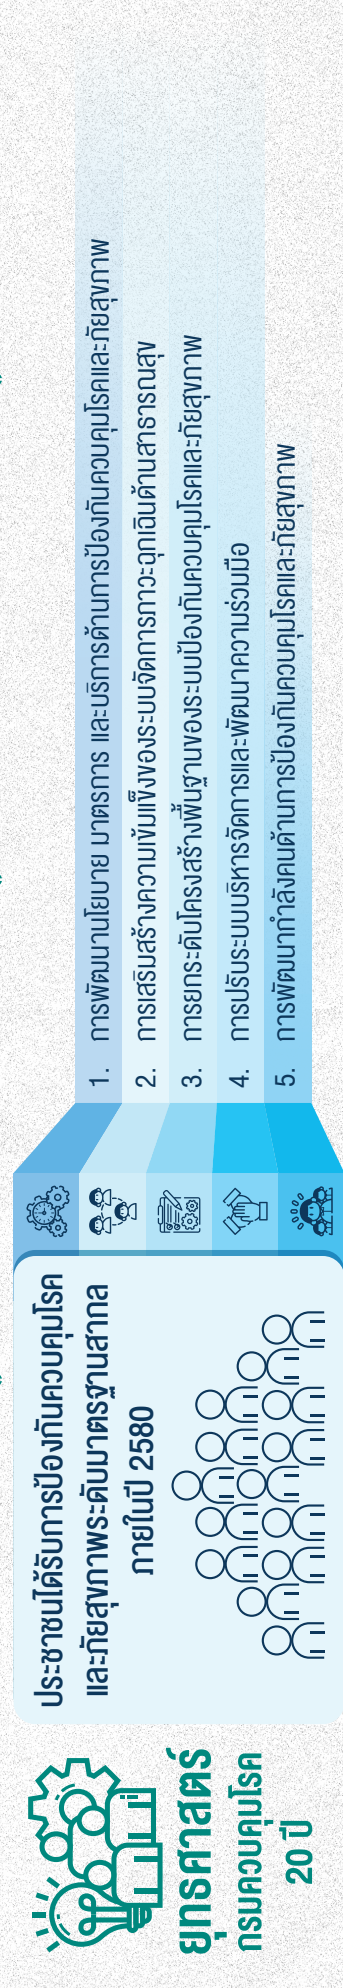 ยุทธศาสตร์
กรมควบคุมโรค
20 ปี
ประชาชนได้รับการป้องกันควบคุมโรค
และภัยสุขภาพระดับมาตรฐานสากล
ภายในปี 2580
1. การพัฒนานโยบาย มาตรการ และบริการด้านการป้องกันควบคุมโรคและภัยสุขภาพ
2. การเสริมสร้างความเข้มแข็งของระบบจัดการภาวะฉุกเฉินด้านสาธารณสุข
3. การยกระดับโครงสร้างพื้นฐานของระบบป้องกันควบคุมโรคและภัยสุขภาพ
4. การปรับระบบบริหารจัดการและพัฒนาความร่วมมือ
5. การพัฒนากำลังคนด้านการป้องกันควบคุมโรคและภัยสุขภาพ